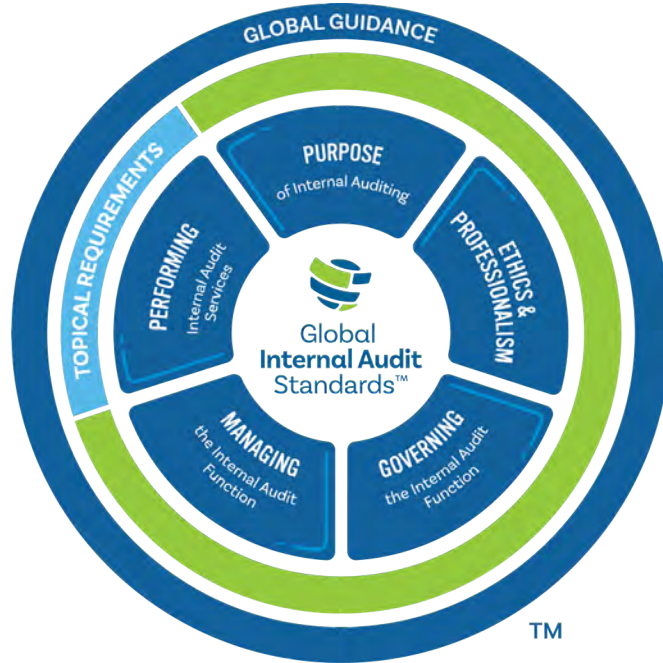 GLOBAL GUIDANCE
TOPICAL REQUIREMENTS
PURPOSE
of Internal Auditing
ETHICS &
PROFESSIONALISM
GOVERNING
the Internal Audit
Function
MANAGING
the Internal Audit
Function
PERFORMING
Internal Audit
Services
Global
Internal Audit
Standards™
TM